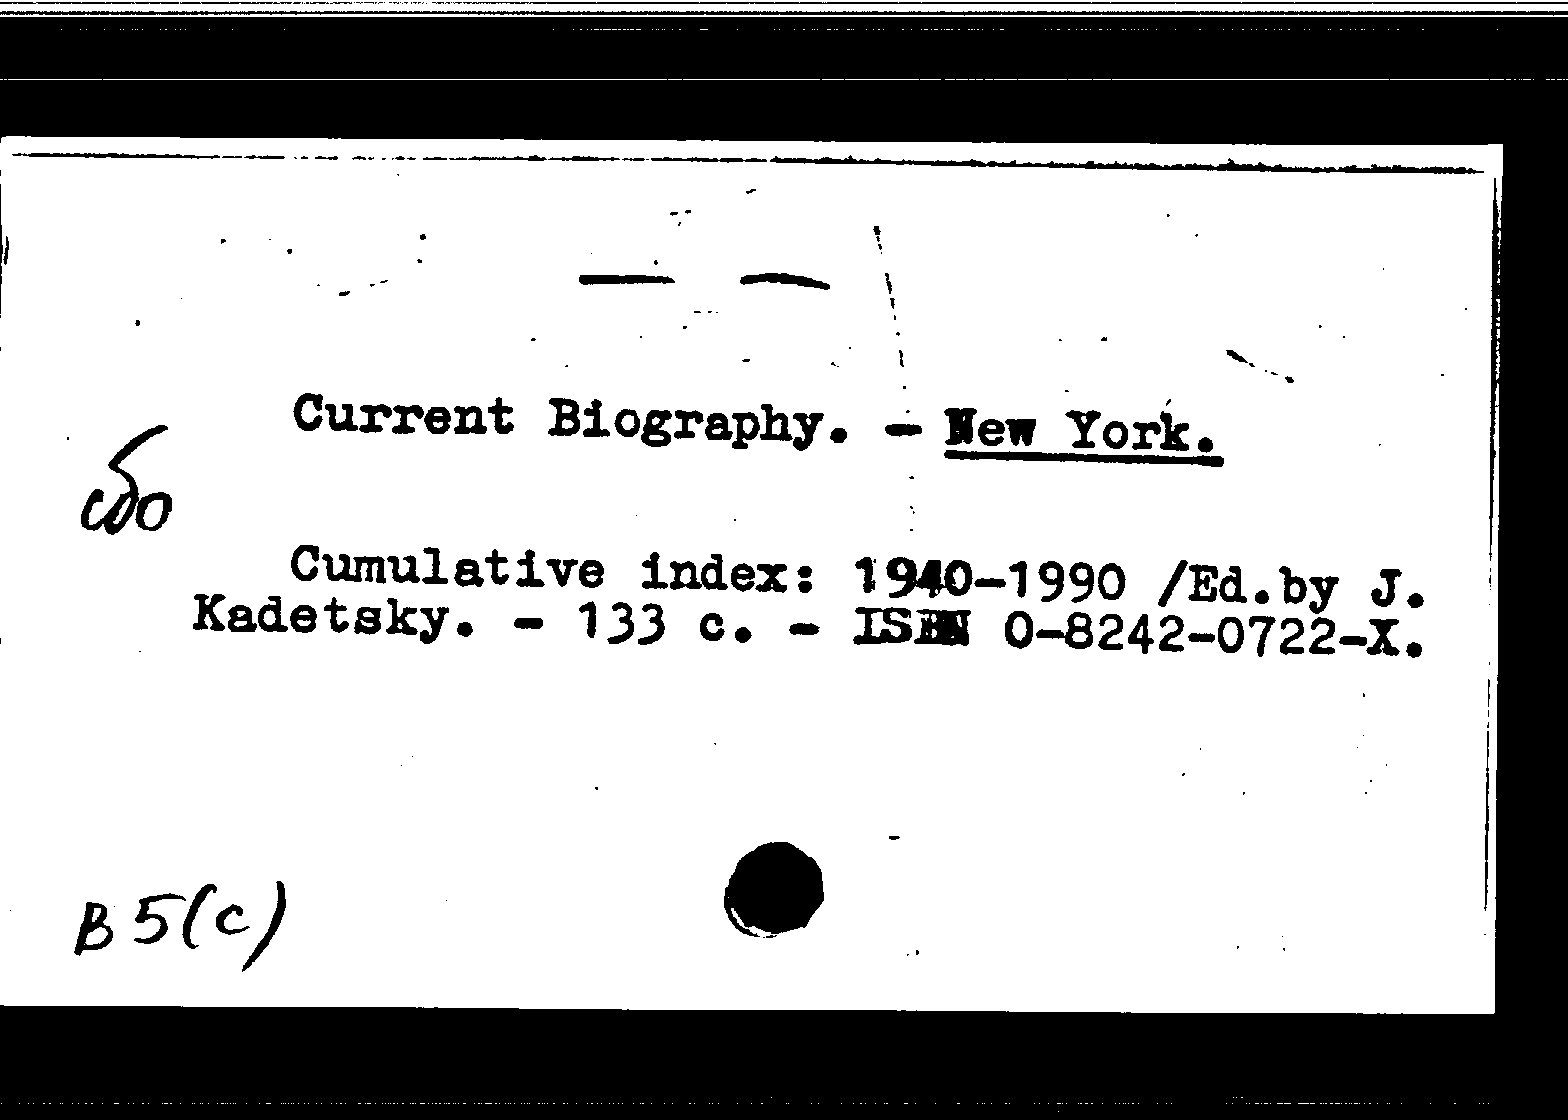 Current Biography. — New York.
сбо
Cumulative index: 1940-1990 /Ed.by J.
Kadetsky. - 133 c. - ISBN 0-8242-0722-X.
B 5(c)